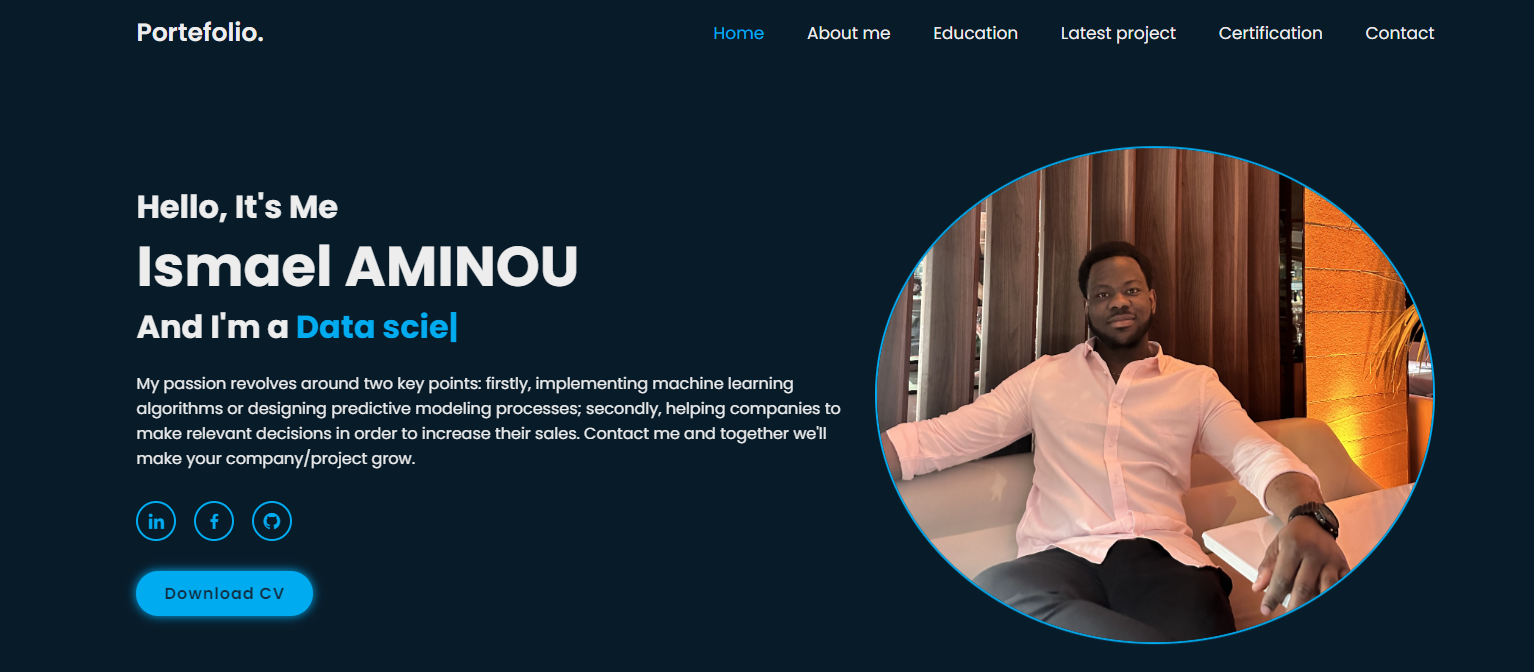 Portefolio.
Home About me Education Latest project Certification Contact
Hello, It's Me
Ismael AMINOU
And I'm a Data scie|
My passion revolves around two key points: firstly, implementing machine learning
algorithms or designing predictive modeling processes; secondly, helping companies to
make relevant decisions in order to increase their sales. Contact me and together we'll
make your company/project grow.
Download CV